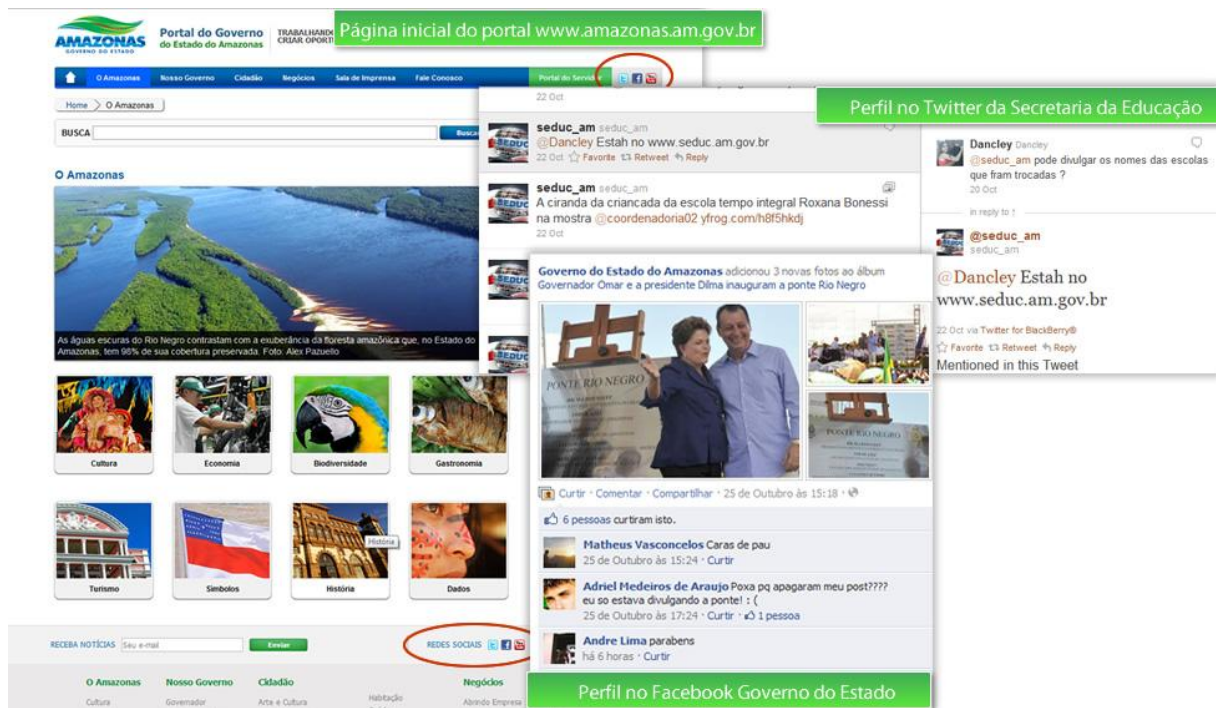 Página inicial do portal www.amazonas.am.gov.br
AMAZONAS
GOVERNO DO ESTADO
Portal do Governo
do Estado do Amazonas
TRABALHANDO
CRIAR OPORT
O Amazonas
Nosso Governo
Cidadão
Negócios
Sala de Imprensa
Fale Conosco
Portal do Servidor
Home
O Amazonas
BUSCA
Buscar
O Amazonas
As águas escuras do Rio Negro contrastam com a exuberância da floresta amazônica que, no Estado do
Amazonas, tem 98% de sua cobertura preservada. Foto: Alex Pazuello
Cultura
Economia
Biodiversidade
Gastronomia
Turismo
Símbolos
História
História
Dados
RECEBA NOTÍCIAS
Seu e-mail
Enviar
REDES SOCIAIS
O Amazonas
Nosso Governo
Cidadão
Negócios
Cultura
Governador
Arte e Cultura
Habitação
Abrindo Empresa
Perfil no Twitter da Secretaria da Educação
22 Oct
seduc_am seduc_am
@Dancley Estah no www.seduc.am.gov.br
22 Oct Favorite Retweet Reply
seduc_am seduc_am
A ciranda da criancada da escola tempo integral Roxana Bonessi
na mostra @coordenadoria02 yfrog.com/h8f5hkdj
22 Oct
Dancley Dancley
@seduc_am pode divulgar os nomes das escolas
que fram trocadas ?
20 Oct
in reply to ↑
@seduc_am
seduc_am
@Dancley Estah no
www.seduc.am.gov.br
22 Oct via Twitter for BlackBerry®
Favorite Retweet Reply
Mentioned in this Tweet
Governo do Estado do Amazonas adicionou 3 novas fotos ao álbum
Governador Omar e a presidente Dilma inauguram a ponte Rio Negro
PONTE RIO NEGRO
PONTE RIO NEGRO
Curtir · Comentar · Compartilhar · 25 de Outubro às 15:18 ·
6 pessoas curtiram isto.
Matheus Vasconcelos Caras de pau
25 de Outubro às 15:24 · Curtir
Adriel Medeiros de Araujo Poxa pq apagaram meu post????
eu so estava divulgando a ponte! : (
25 de Outubro às 17:24 · Curtir · 1 pessoa
Andre Lima parabens
há 6 horas · Curtir
Perfil no Facebook Governo do Estado